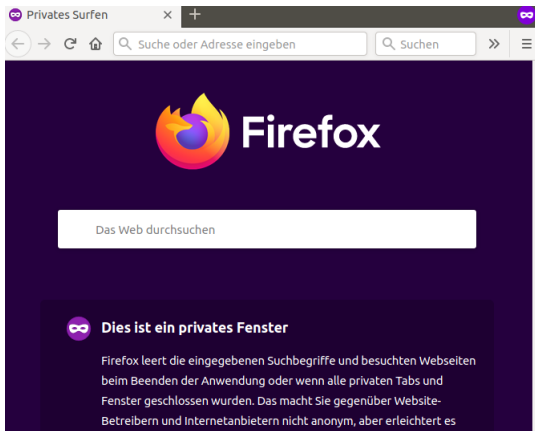 Privates Surfen
Suche oder Adresse eingeben
Suchen
Firefox
Das Web durchsuchen
Dies ist ein privates Fenster
Firefox leert die eingegebenen Suchbegriffe und besuchten Webseiten
beim Beenden der Anwendung oder wenn alle privaten Tabs und
Fenster geschlossen wurden. Das macht Sie gegenüber Website-
Betreibern und Internetanbietern nicht anonym, aber erleichtert es